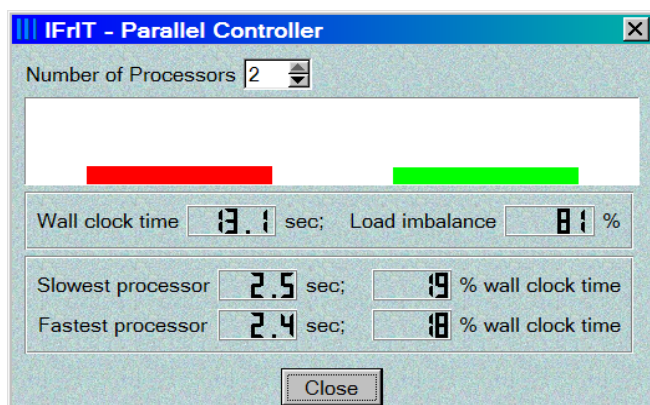 IFrIT - Parallel Controller
Number of Processors 2
Wall clock time 13.1 sec; Load imbalance 81 %
Slowest processor 2.5 sec; 19 % wall clock time
Fastest processor 2.4 sec; 18 % wall clock time
Close